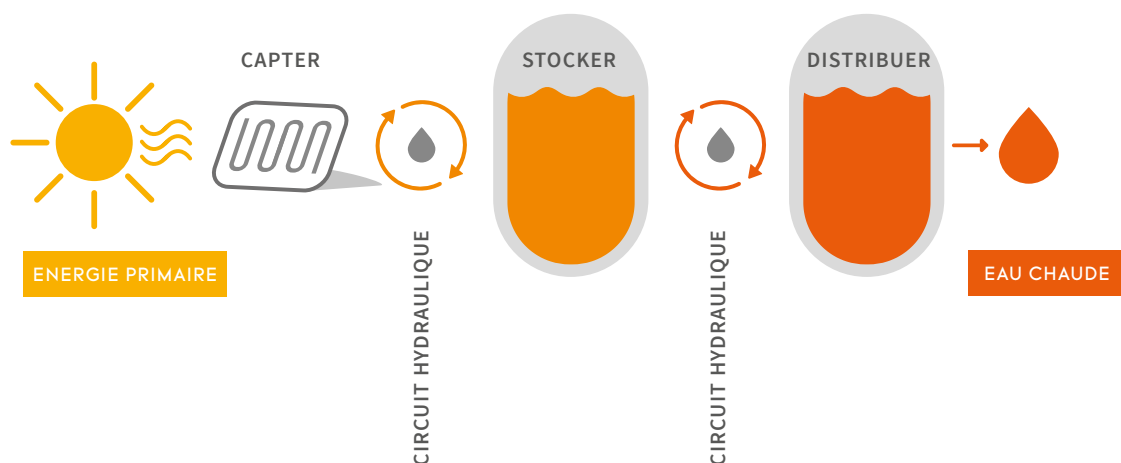 CAPTER
STOCKER
DISTRIBUER
ENERGIE PRIMAIRE
CIRCUIT HYDRAULIQUE
CIRCUIT HYDRAULIQUE
EAU CHAUDE